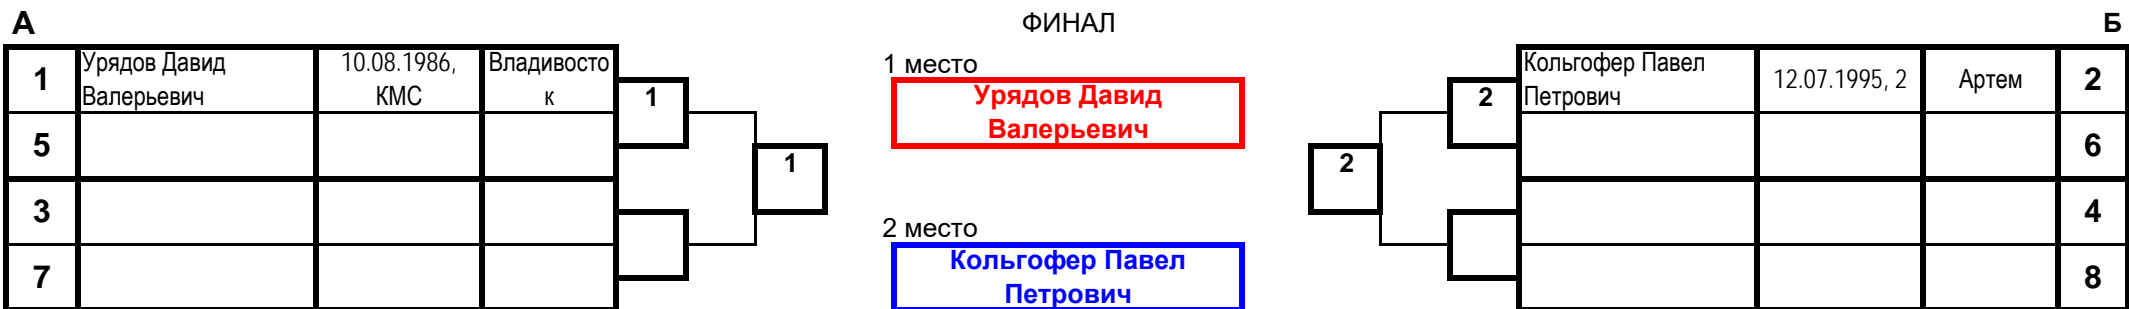 А
ФИНАЛ
Б
1
Урядов Давид
Валерьевич
10.08.1986,
КМС
Владивосто
к
1
5
3
7
1
1 место
Урядов Давид
Валерьевич
2 место
Кольгофер Павел
Петрович
2
2
Кольгофер Павел
Петрович
12.07.1995, 2
Артем
2
6
4
8